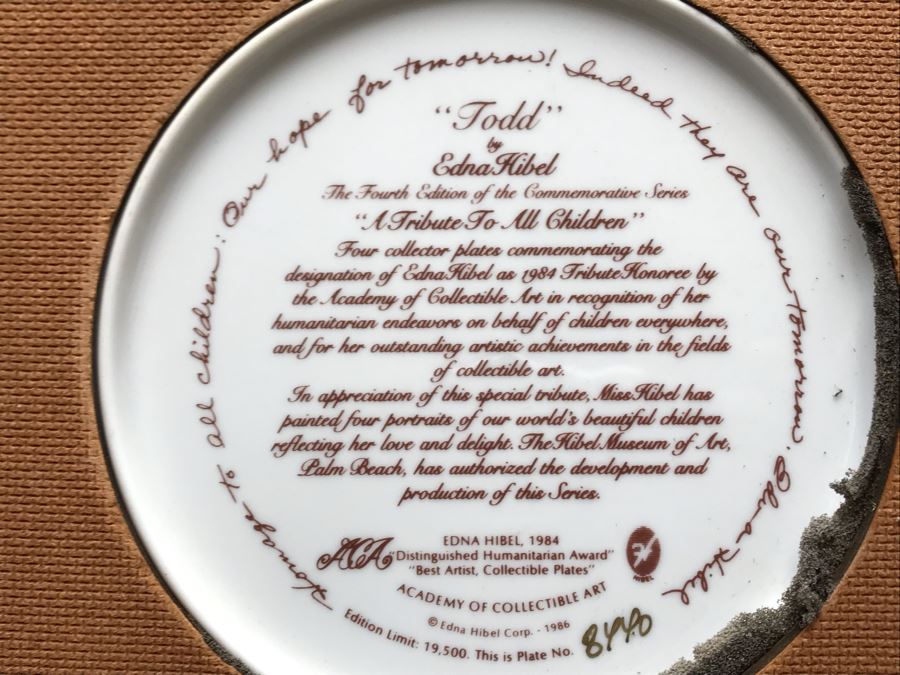 Homage to all children: Our hope for tomorrow! Indeed they are our tomorrow! Edna Hibel
"Todd"
by
Edna Hibel
The Fourth Edition of the Commemorative Series
"A Tribute To All Children"
Four collector plates commemorating the
designation of Edna Hibel as 1984 Tribute Honoree by
the Academy of Collectible Art in recognition of her
humanitarian endeavors on behalf of children everywhere,
and for her outstanding artistic achievements in the fields
of collectible art.
In appreciation of this special tribute, Miss Hibel has
painted four portraits of our world's beautiful children
reflecting her love and delight. The Hibel Museum of Art,
Palm Beach, has authorized the development and
production of this Series.
ACA
EDNA HIBEL, 1984
"Distinguished Humanitarian Award"
"Best Artist, Collectible Plates"
HIBEL
ACADEMY OF COLLECTIBLE ART
© Edna Hibel Corp. - 1986
Edition Limit: 19,500. This is Plate No. 8440